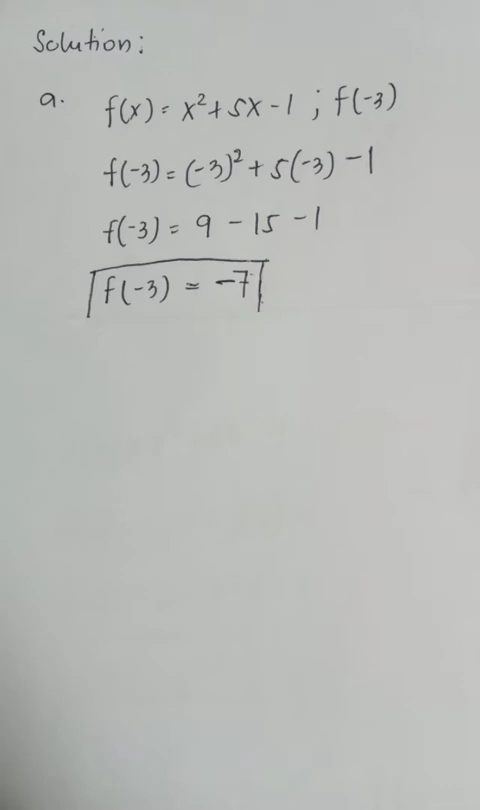 Solution:
a. f(x) = x²+5x-1 ; f(-3)
f(-3) = (-3)² + 5(-3) - 1
f(-3) = 9 - 15 - 1
f(-3) = -7